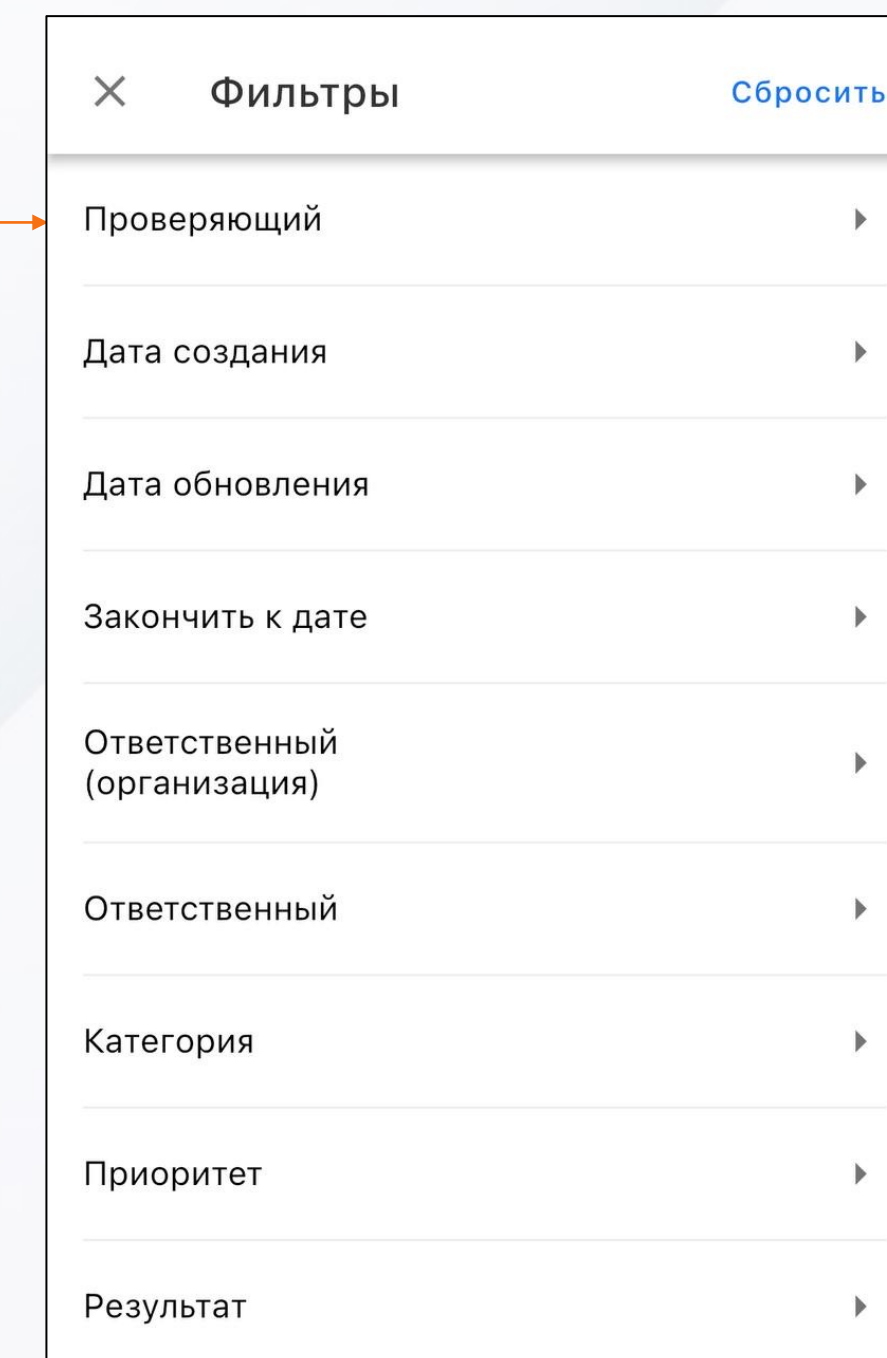 Фильтры
Сбросить
Проверяющий
Дата создания
Дата обновления
Закончить к дате
Ответственный
(организация)
Ответственный
Категория
Приоритет
Результат